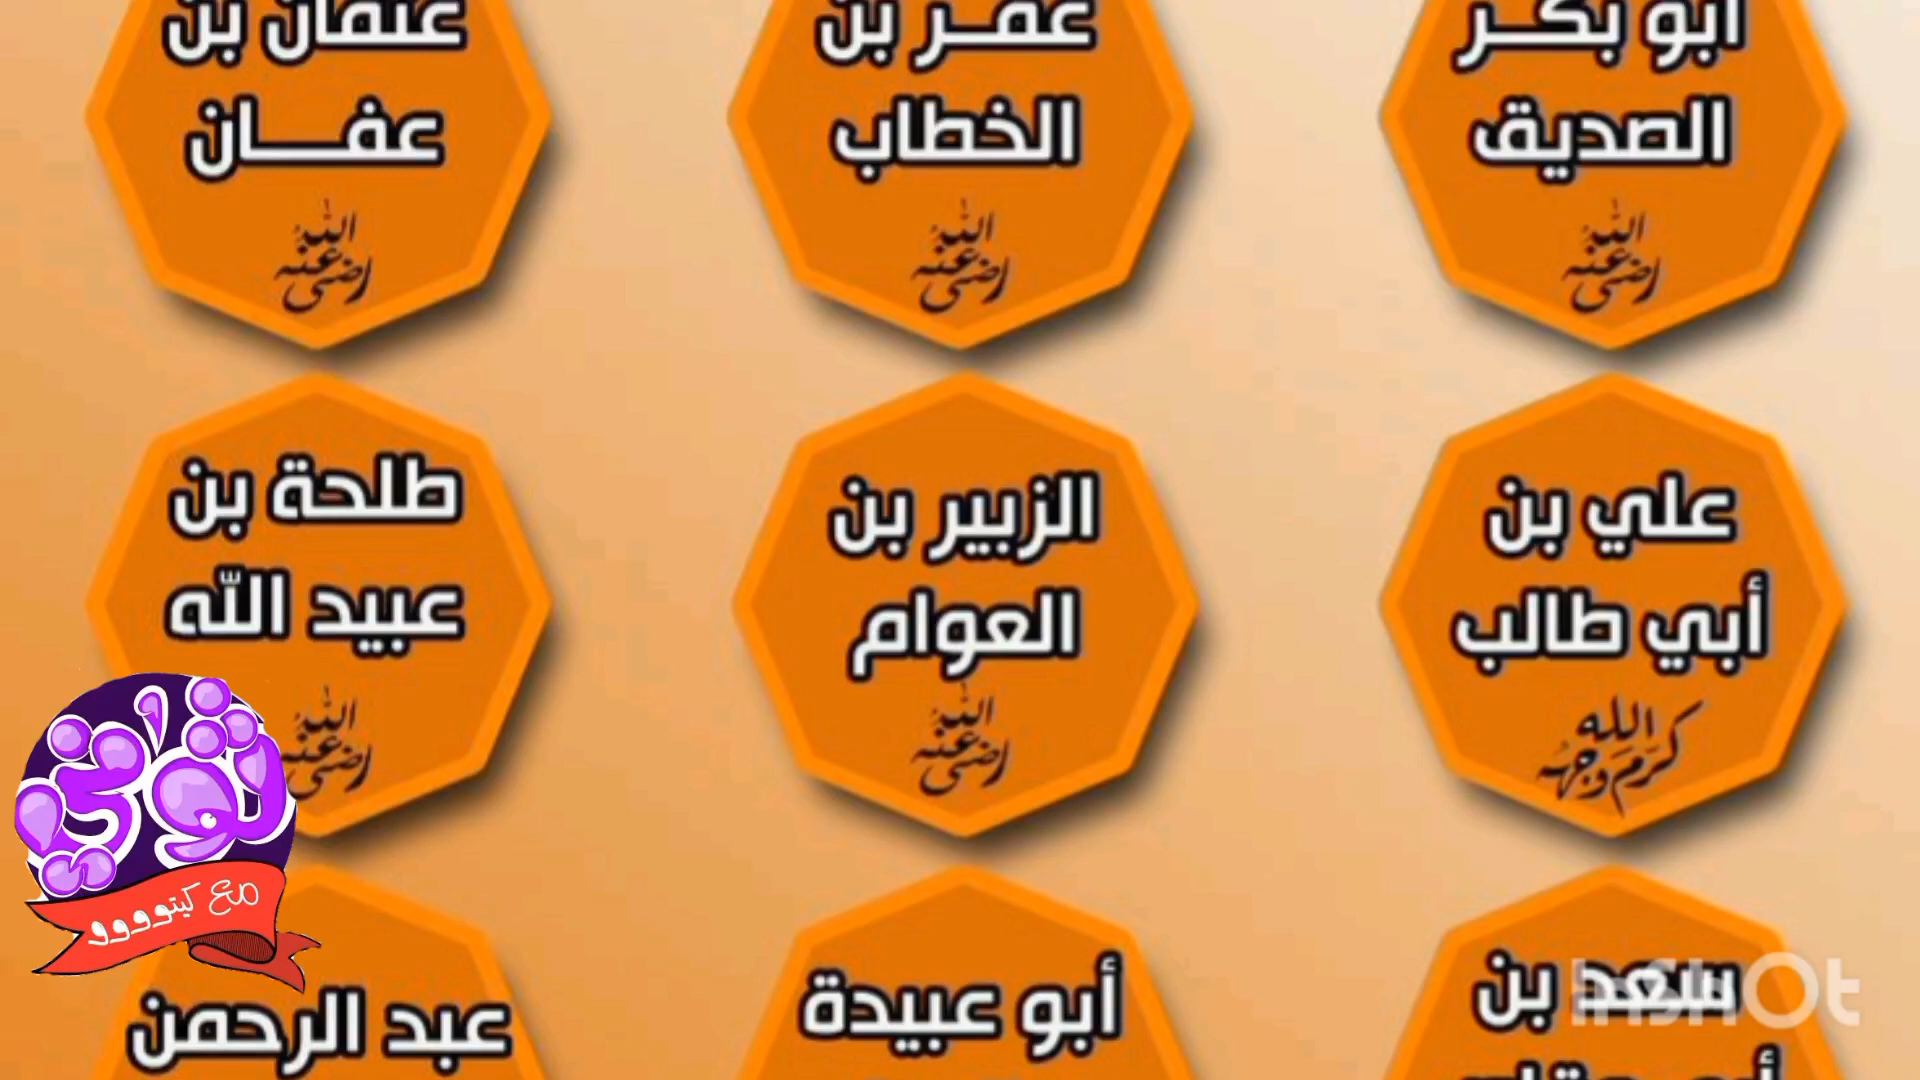 أبو بكر
الصديق
رضي الله عنه
عمر بن
الخطاب
رضي الله عنه
عثمان بن
عفان
رضي الله عنه
علي بن
أبي طالب
كرم الله وجهه
الزبير بن
العوام
رضي الله عنه
طلحة بن
عبيد الله
رضي الله عنه
سعد بن
أبو عبيدة
عبد الرحمن
مع كيتوووو
InShOt